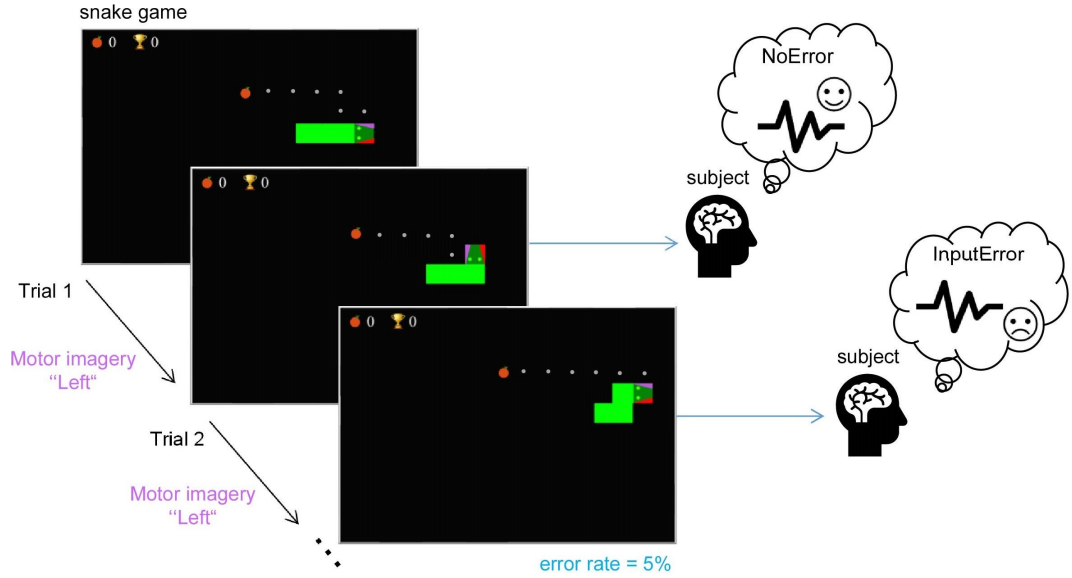 snake game
0 0
NoError
subject
0 0
InputError
Trial 1
0 0
subject
Motor imagery
"Left"
Trial 2
Motor imagery
"Left"
error rate = 5%